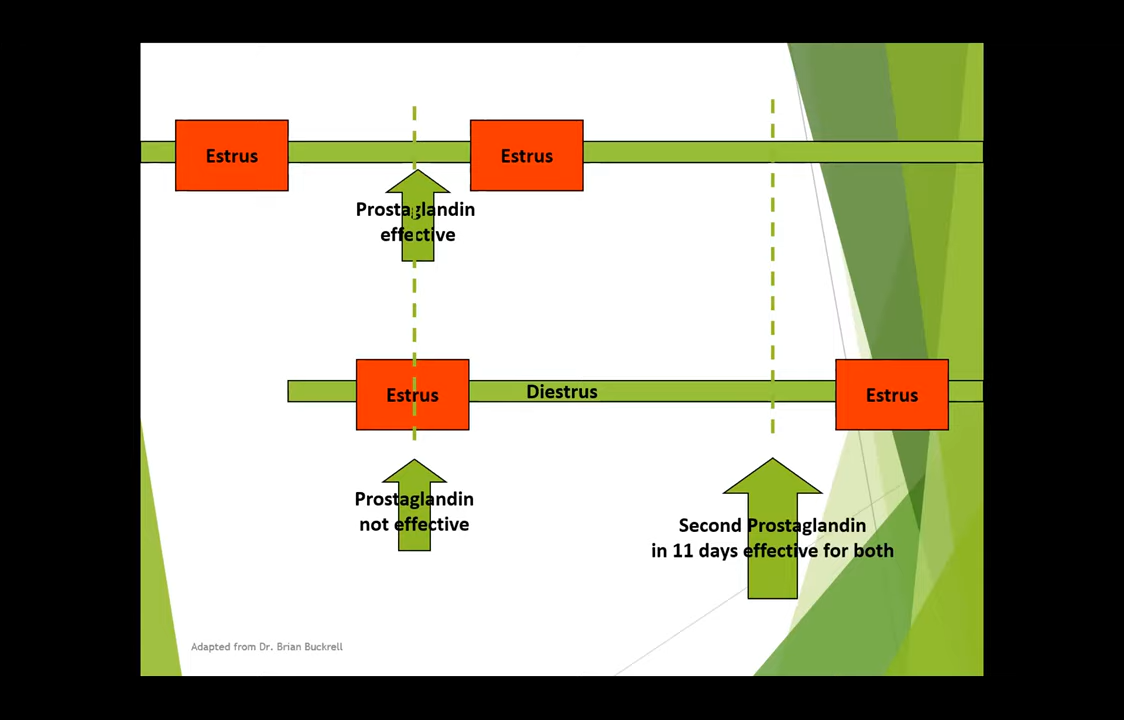 Estrus
Estrus
Prostaglandin
effective
Estrus
Diestrus
Estrus
Prostaglandin
not effective
Second Prostaglandin
in 11 days effective for both
Adapted from Dr. Brian Buckrell